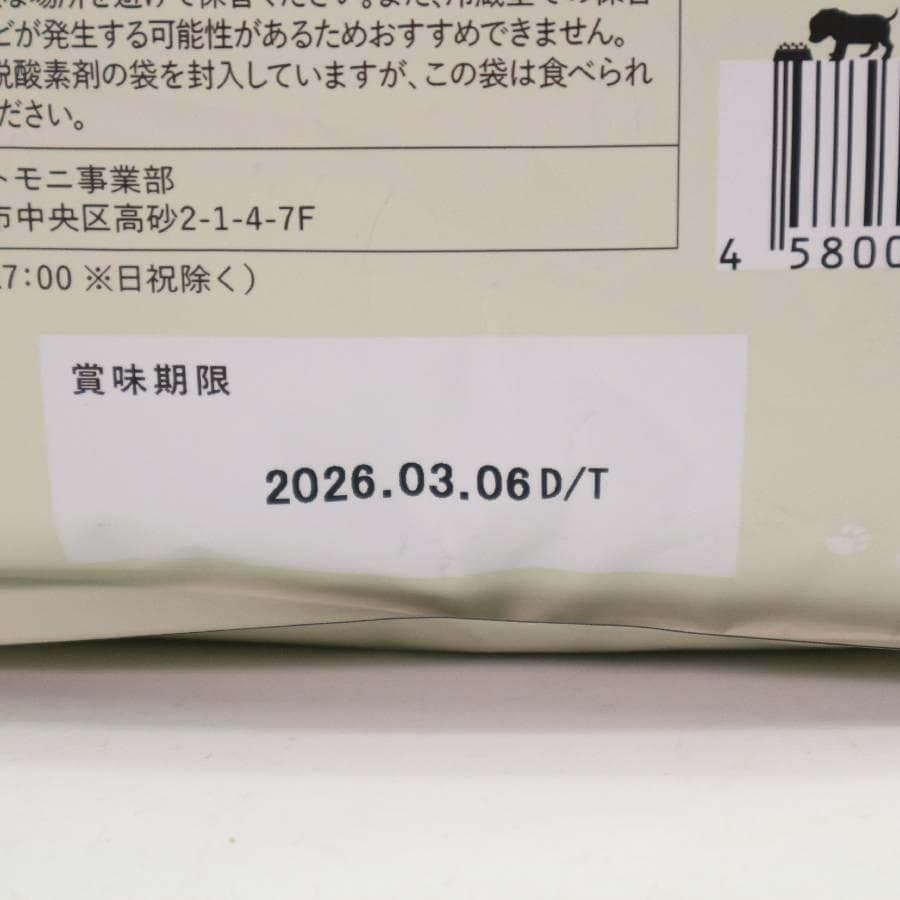 な場所を避けて保管ください。また、冷蔵庫での保管
どが発生する可能性があるためおすすめできません。
脱酸素剤の袋を封入していますが、この袋は食べられ
ださい。
トモニ事業部
市中央区高砂2-1-4-7F
17:00 ※日祝除く）
4 5800
賞味期限
2026.03.06D/T